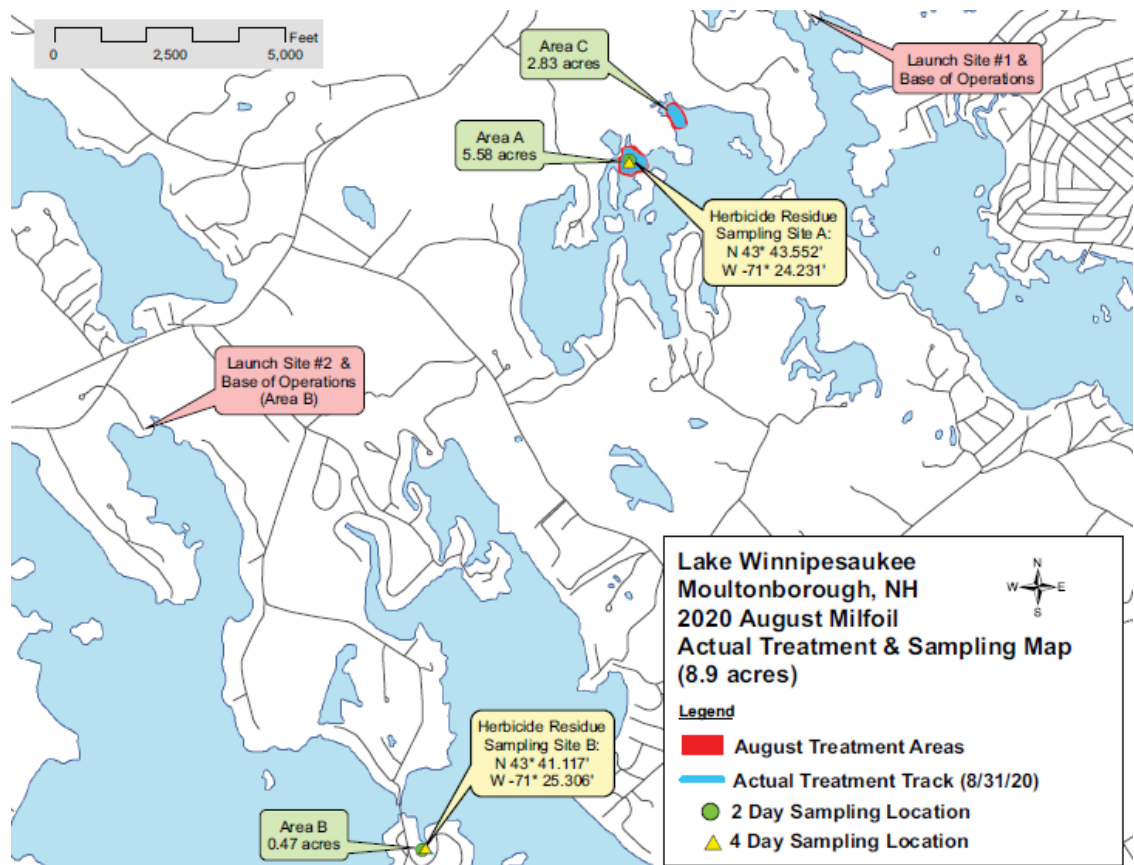 Feet
0
2,500
5,000
Area C
2.83 acres
Launch Site #1 &
Base of Operations
Area A
5.58 acres
Herbicide Residue
Sampling Site A:
N 43* 43.552'
W -71* 24.231'
Launch Site #2 &
Base of Operations
(Area B)
Herbicide Residue
Sampling Site B:
N 43* 41.117'
W -71* 25.306'
Area B
0.47 acres
Lake Winnipesaukee
Moultonborough, NH
2020 August Milfoil
Actual Treatment & Sampling Map
(8.9 acres)
N
W
E
S
Legend
August Treatment Areas
Actual Treatment Track (8/31/20)
2 Day Sampling Location
4 Day Sampling Location